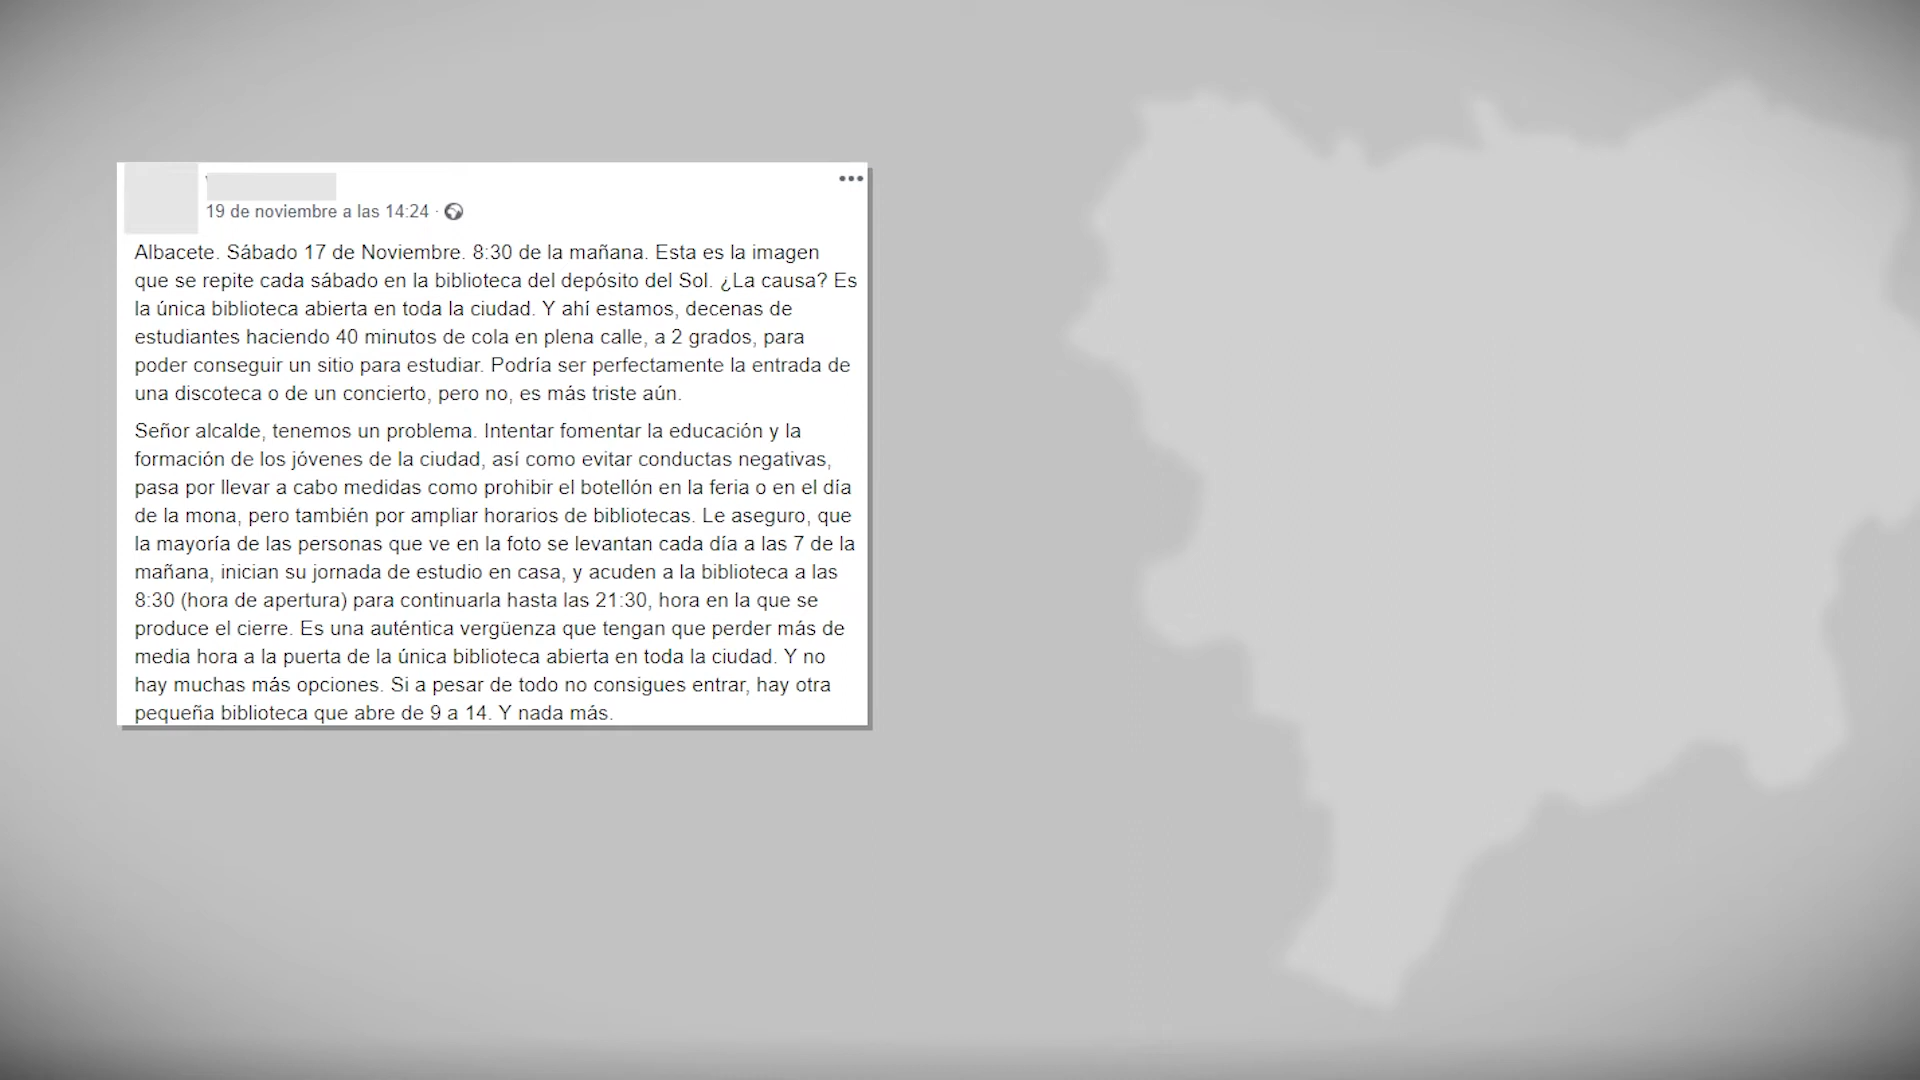 19 de noviembre a las 14:24 ·
Albacete. Sábado 17 de Noviembre. 8:30 de la mañana. Esta es la imagen
que se repite cada sábado en la biblioteca del depósito del Sol. ¿La causa? Es
la única biblioteca abierta en toda la ciudad. Y ahí estamos, decenas de
estudiantes haciendo 40 minutos de cola en plena calle, a 2 grados, para
poder conseguir un sitio para estudiar. Podría ser perfectamente la entrada de
una discoteca o de un concierto, pero no, es más triste aún.
Señor alcalde, tenemos un problema. Intentar fomentar la educación y la
formación de los jóvenes de la ciudad, así como evitar conductas negativas,
pasa por llevar a cabo medidas como prohibir el botellón en la feria o en el día
de la mona, pero también por ampliar horarios de bibliotecas. Le aseguro, que
la mayoría de las personas que ve en la foto se levantan cada día a las 7 de la
mañana, inician su jornada de estudio en casa, y acuden a la biblioteca a las
8:30 (hora de apertura) para continuarla hasta las 21:30, hora en la que se
produce el cierre. Es una auténtica vergüenza que tengan que perder más de
media hora a la puerta de la única biblioteca abierta en toda la ciudad. Y no
hay muchas más opciones. Si a pesar de todo no consigues entrar, hay otra
pequeña biblioteca que abre de 9 a 14. Y nada más.